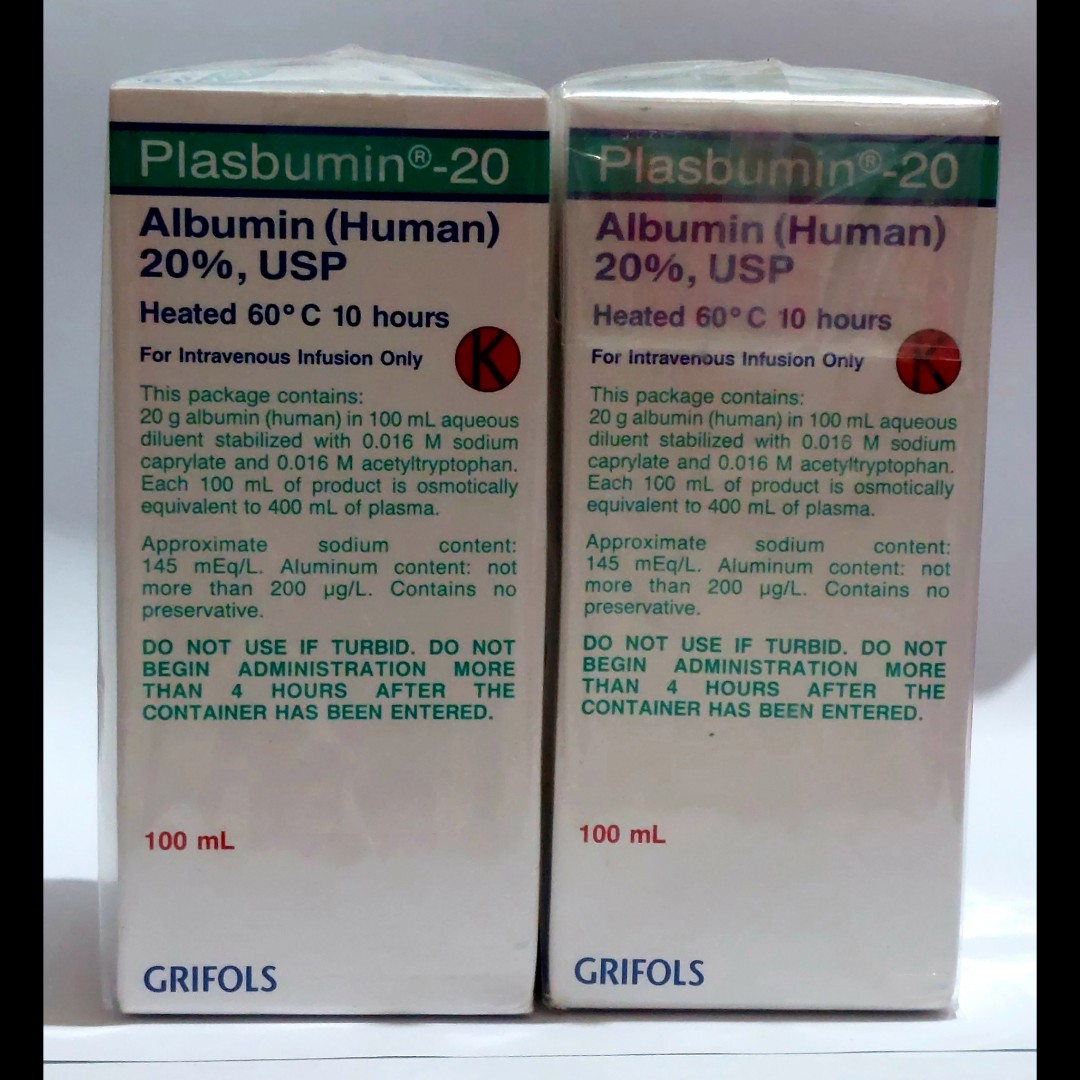 Plasbumin®-20
Albumin (Human)
20%, USP
Heated 60° C 10 hours
For Intravenous Infusion Only
K
This package contains:
20 g albumin (human) in 100 mL aqueous
diluent stabilized with 0.016 M sodium
caprylate and 0.016 M acetyltryptophan.
Each 100 mL of product is osmotically
equivalent to 400 mL of plasma.
Approximate sodium content:
145 mEq/L. Aluminum content: not
more than 200 µg/L. Contains no
preservative.
DO NOT USE IF TURBID. DO NOT
BEGIN ADMINISTRATION MORE
THAN 4 HOURS AFTER THE
CONTAINER HAS BEEN ENTERED.
100 mL
GRIFOLS
Plasbumin®-20
Albumin (Human)
20%, USP
Heated 60° C 10 hours
For Intravenous Infusion Only
K
This package contains:
20 g albumin (human) in 100 mL aqueous
diluent stabilized with 0.016 M sodium
caprylate and 0.016 M acetyltryptophan.
Each 100 mL of product is osmotically
equivalent to 400 mL of plasma.
Approximate sodium content:
145 mEq/L. Aluminum content: not
more than 200 µg/L. Contains no
preservative.
DO NOT USE IF TURBID. DO NOT
BEGIN ADMINISTRATION MORE
THAN 4 HOURS AFTER THE
CONTAINER HAS BEEN ENTERED.
100 mL
GRIFOLS